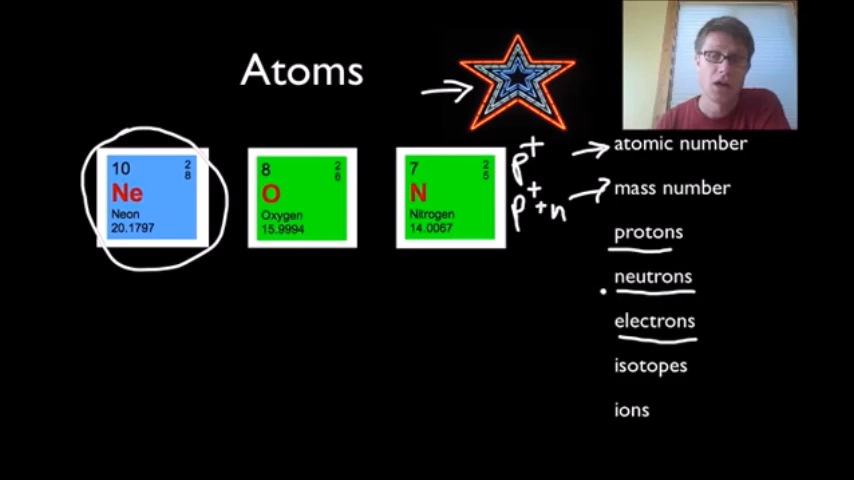 Atoms
10 2
8
Ne
Neon
20.1797
8 2
6
O
Oxygen
15.9994
7 2
5
N
Nitrogen
14.0067
p+
p+ +n
atomic number
mass number
protons
neutrons
electrons
isotopes
ions